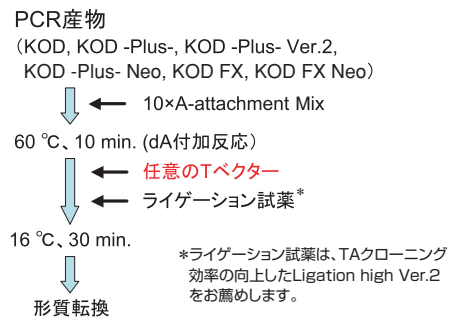 PCR産物
（KOD, KOD -Plus-, KOD -Plus- Ver.2,
KOD -Plus- Neo, KOD FX, KOD FX Neo）
10×A-attachment Mix
60 ℃、10 min. (dA付加反応）
任意のTベクター
ライゲーション試薬*
16 ℃、30 min.
*ライゲーション試薬は、TAクローニング
効率の向上したLigation high Ver.2
をお薦めします。
形質転換